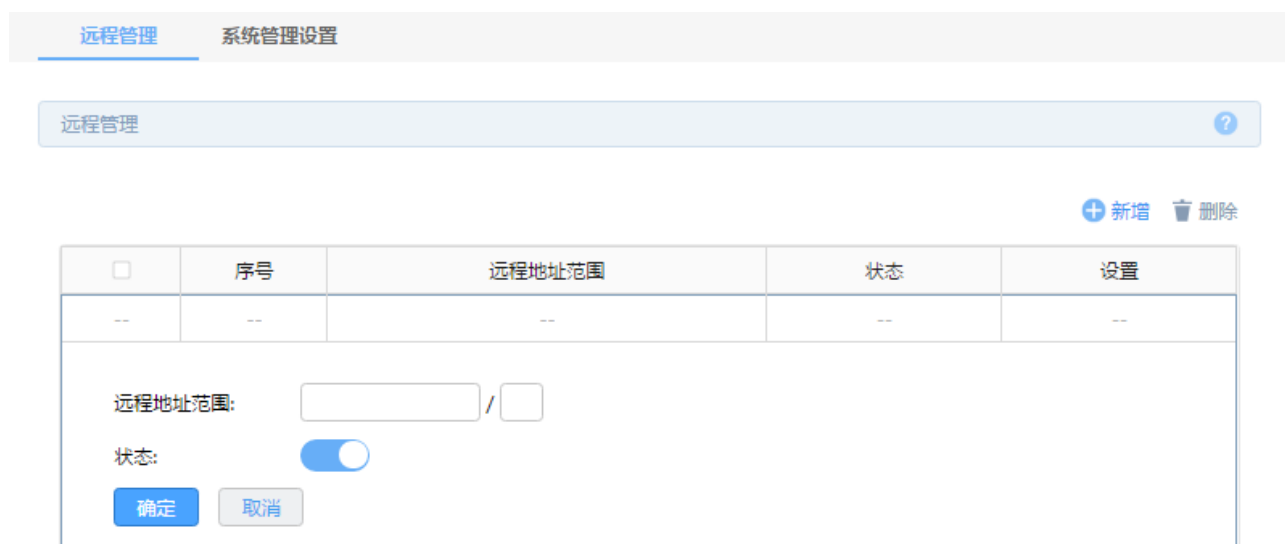 远程管理 系统管理设置
远程管理 ?
新增 删除
序号 远程地址范围 状态 设置
-- -- -- -- --
远程地址范围: /
状态:
确定 取消